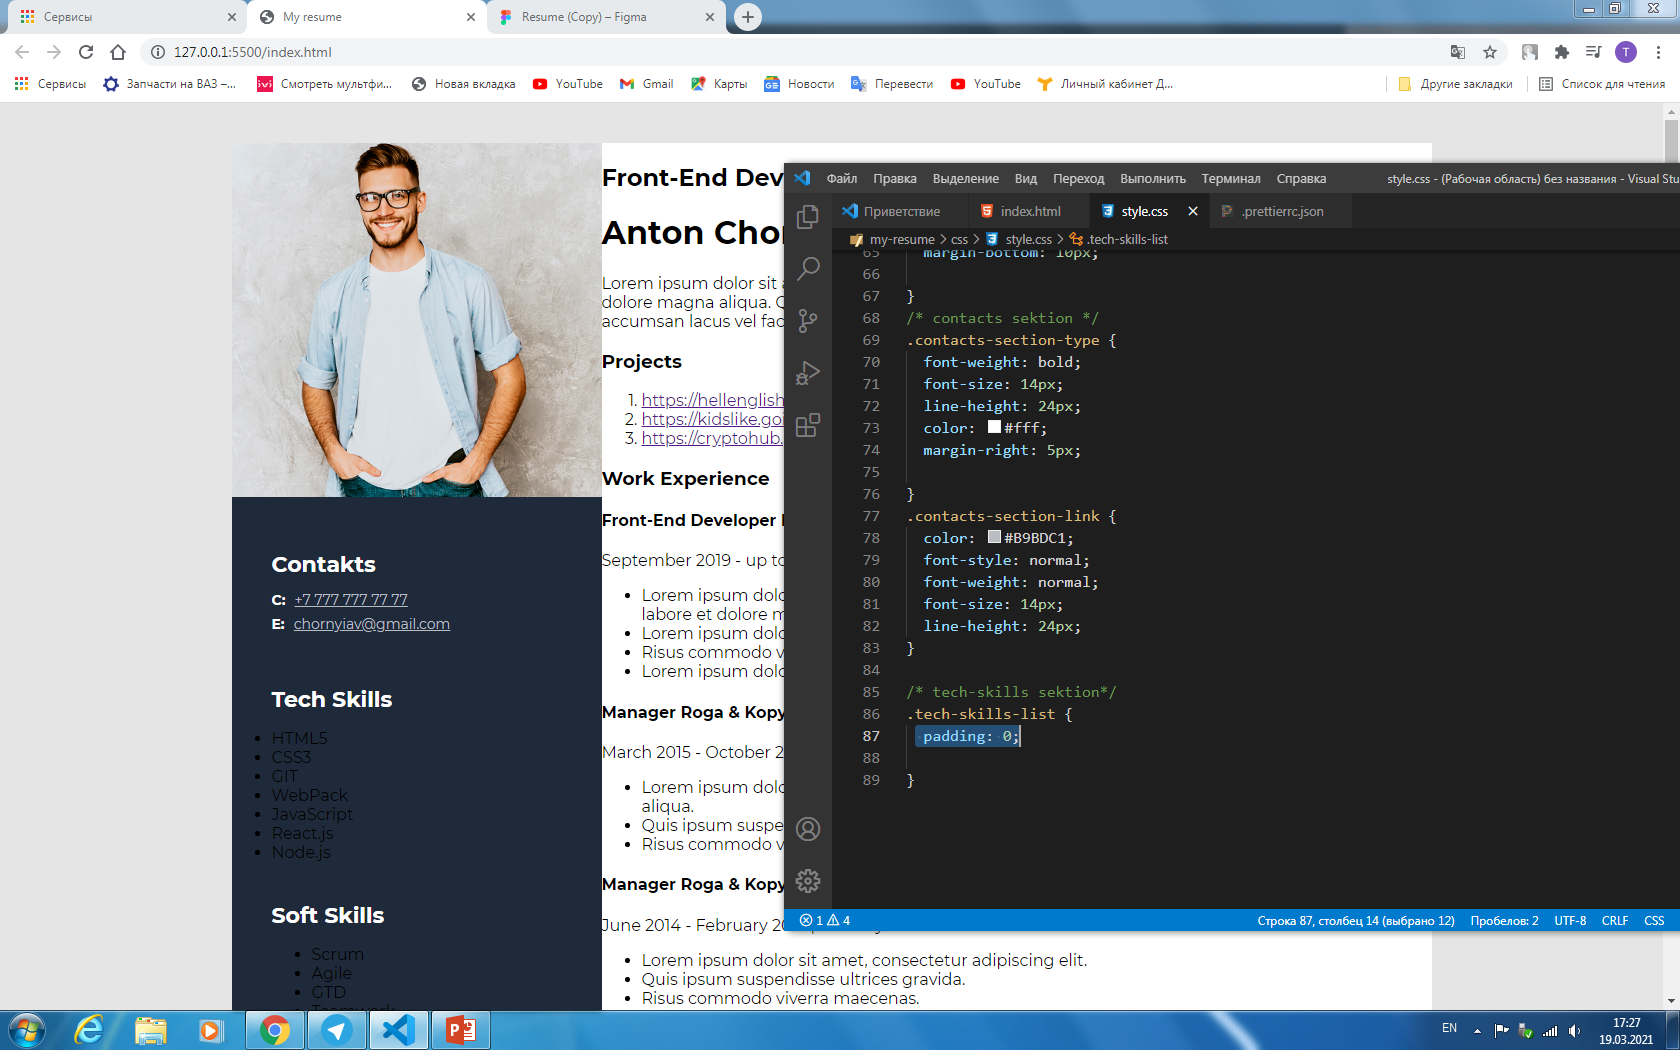 Сервисы
My resume
Resume (Copy) – Figma
127.0.0.1:5500/index.html
T
Сервисы
Запчасти на ВАЗ –...
ivi
Смотреть мультфи...
Новая вкладка
YouTube
Gmail
Карты
Новости
Перевести
YouTube
Личный кабинет Д...
Другие закладки
Список для чтения
Front-End Dev
Anton Cho
Lorem ipsum dolor sit
dolore magna aliqua.
accumsan lacus vel fac
Projects
1. https://hellenglish
2. https://kidslike.go
3. https://cryptohub.
Work Experience
Front-End Developer
September 2019 - up to
Lorem ipsum dolo
labore et dolore m
Lorem ipsum dolo
Risus commodo v
Lorem ipsum dolo
Manager Roga & Kopy
March 2015 - October 2
Lorem ipsum dolo
aliqua.
Quis ipsum suspe
Risus commodo v
Manager Roga & Kopy
June 2014 - February 20
Lorem ipsum dolor sit amet, consectetur adipiscing elit.
Quis ipsum suspendisse ultrices gravida.
Risus commodo viverra maecenas.
Contakts
C: +7 777 777 77 77
E: chornyiav@gmail.com
Tech Skills
HTML5
CSS3
GIT
WebPack
JavaScript
React.js
Node.js
Soft Skills
Scrum
Agile
GTD
Teamwork
Файл Правка Выделение Вид Переход Выполнить Терминал Справка
style.css - (Рабочая область) без названия - Visual Stu
Приветствие
index.html
style.css
.prettierrc.json
my-resume > css > style.css > .tech-skills-list
65 margin-bottom: 10px;
66
67 }
68 /* contacts sektion */
69 .contacts-section-type {
70 font-weight: bold;
71 font-size: 14px;
72 line-height: 24px;
73 color: #fff;
74 margin-right: 5px;
75
76 }
77 .contacts-section-link {
78 color: #B9BDC1;
79 font-style: normal;
80 font-weight: normal;
81 font-size: 14px;
82 line-height: 24px;
83 }
84
85 /* tech-skills sektion*/
86 .tech-skills-list {
87 padding: 0;
88
89 }
1 4
Строка 87, столбец 14 (выбрано 12) Пробелов: 2 UTF-8 CRLF CSS
EN
17:27
19.03.2021